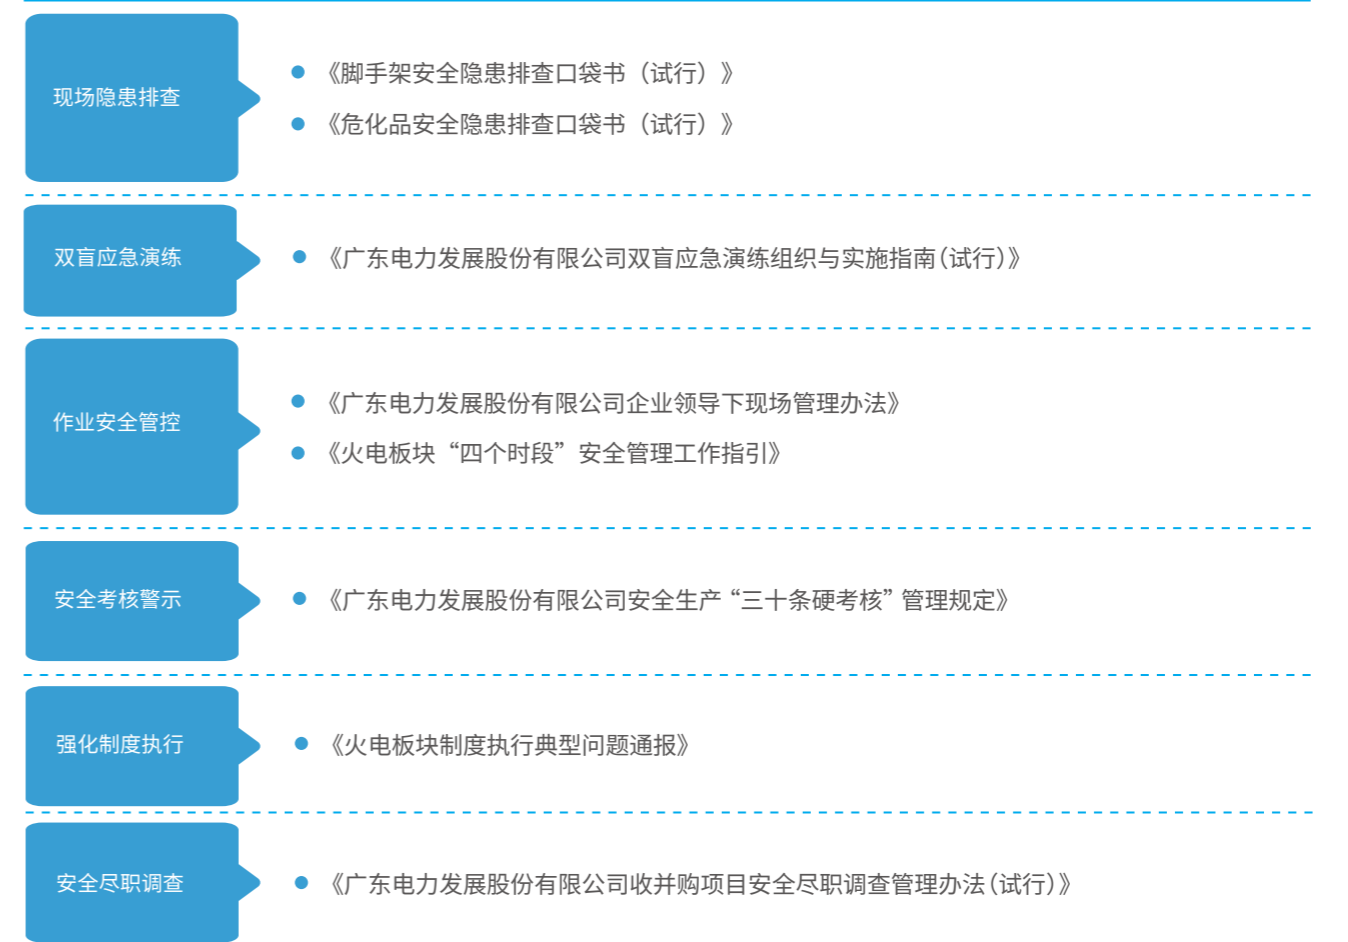 现场隐患排查
《脚手架安全隐患排查口袋书（试行）》
《危化品安全隐患排查口袋书（试行）》
双盲应急演练
《广东电力发展股份有限公司双盲应急演练组织与实施指南(试行)》
作业安全管控
《广东电力发展股份有限公司企业领导下现场管理办法》
《火电板块“四个时段”安全管理工作指引》
安全考核警示
《广东电力发展股份有限公司安全生产“三十条硬考核”管理规定》
强化制度执行
《火电板块制度执行典型问题通报》
安全尽职调查
《广东电力发展股份有限公司收并购项目安全尽职调查管理办法(试行)》